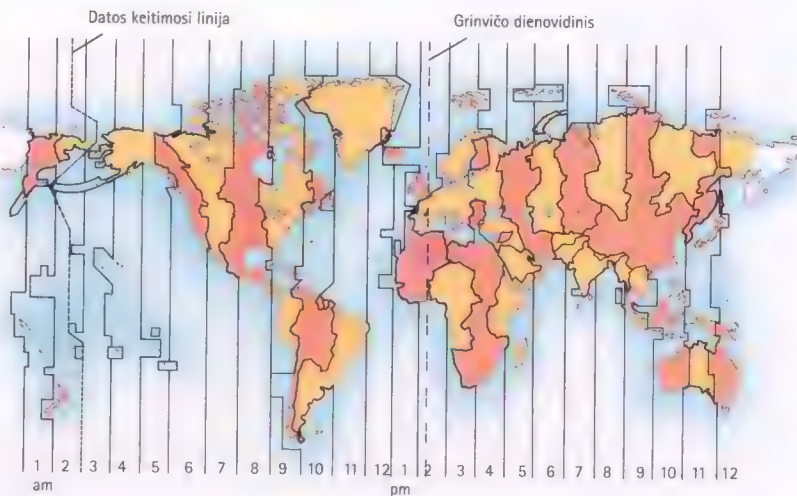 Datos keitimosi linija
Grinvičo dienovidinis
1 2 3 4 5 6 7 8 9 10 11 12 1 2 3 4 5 6 7 8 9 10 11 12
am pm